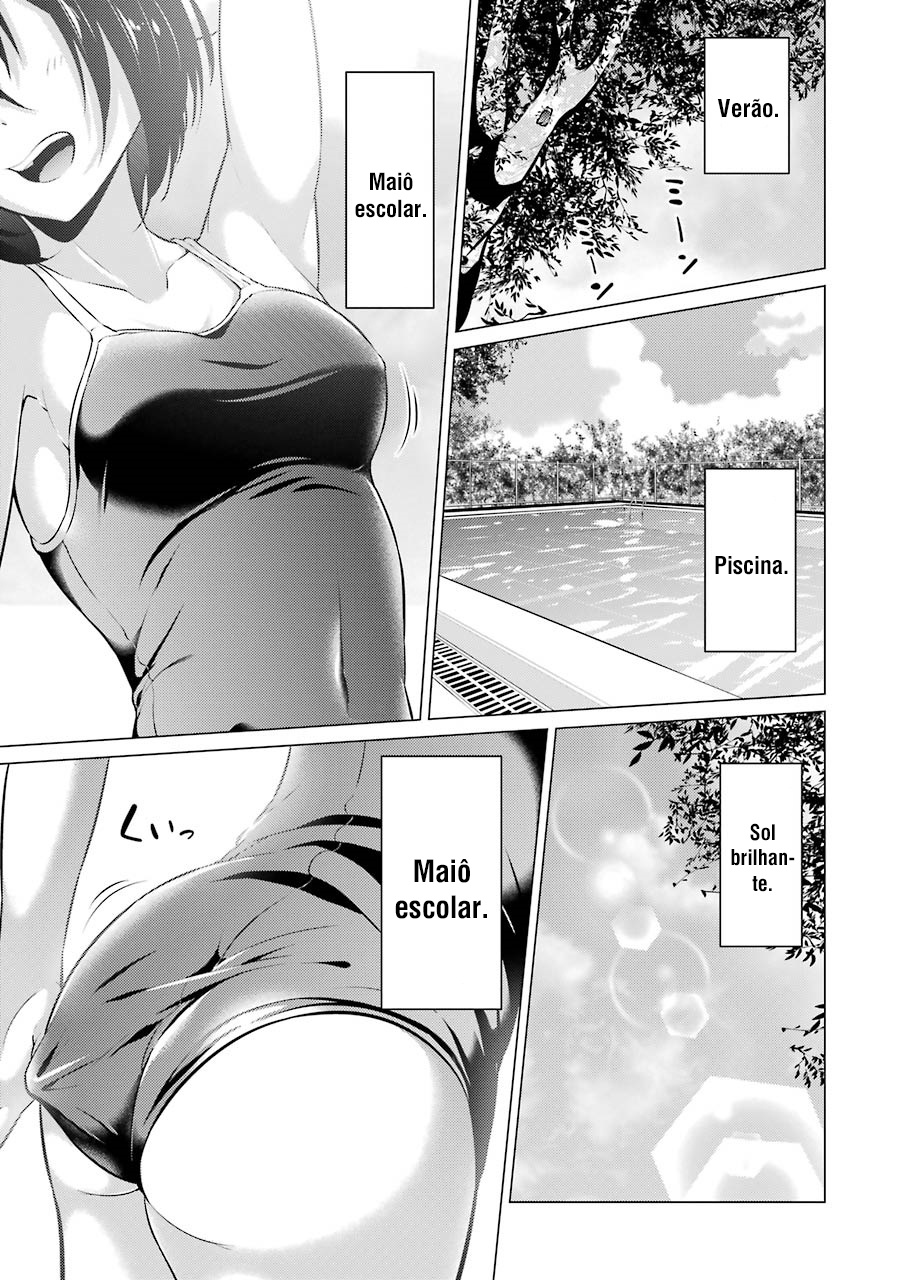 Verão.
Piscina.
Sol
brilhan-
te.
Maiô
escolar.
くいっ
Maiô
escolar.